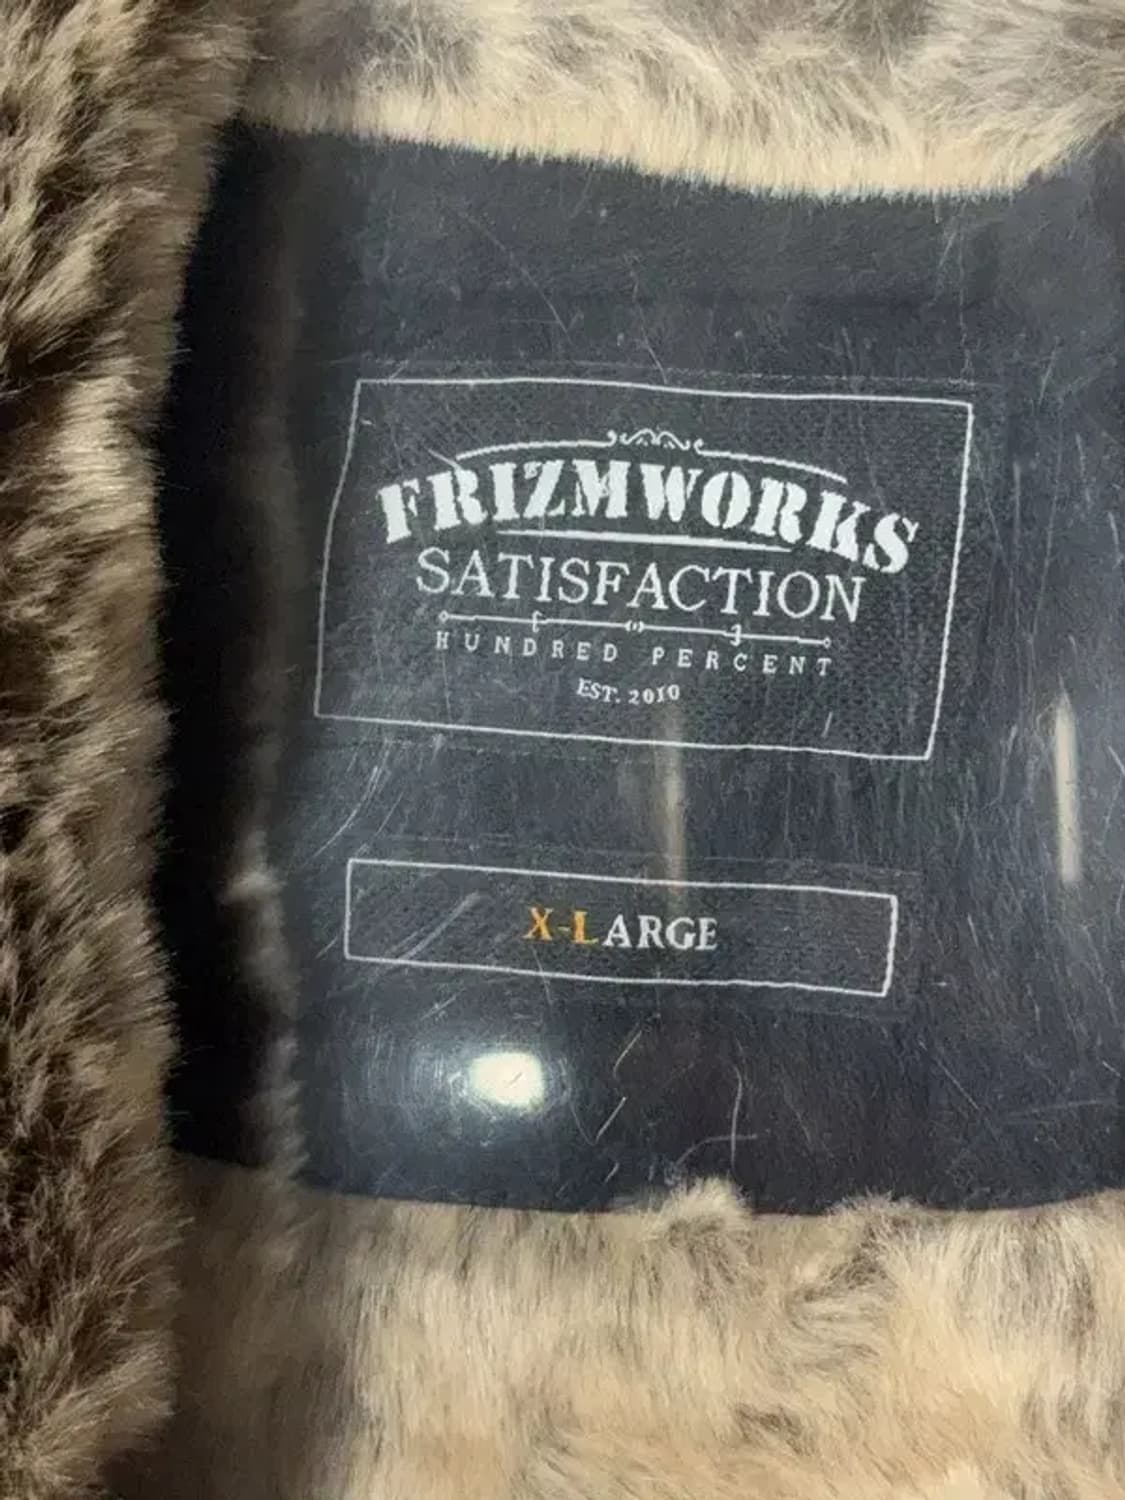 FRIZMWORKS
SATISFACTION
HUNDRED PERCENT
EST. 2010
X-LARGE